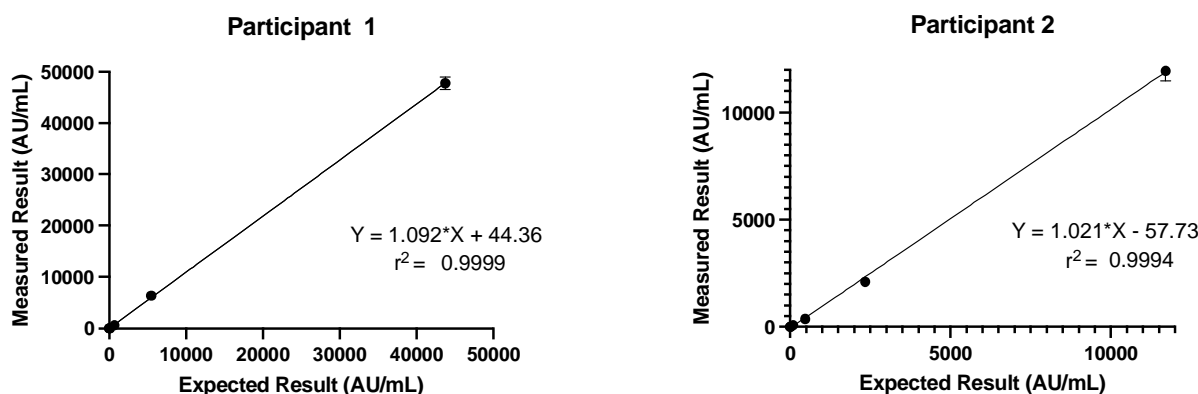 Participant 1
Measured Result (AU/mL)
50000
40000
30000
20000
10000
0
Y = 1.092*X + 44.36
r2 = 0.9999
0 10000 20000 30000 40000 50000
Expected Result (AU/mL)
Participant 2
Measured Result (AU/mL)
10000
5000
0
Y = 1.021*X - 57.73
r2 = 0.9994
0 5000 10000
Expected Result (AU/mL)